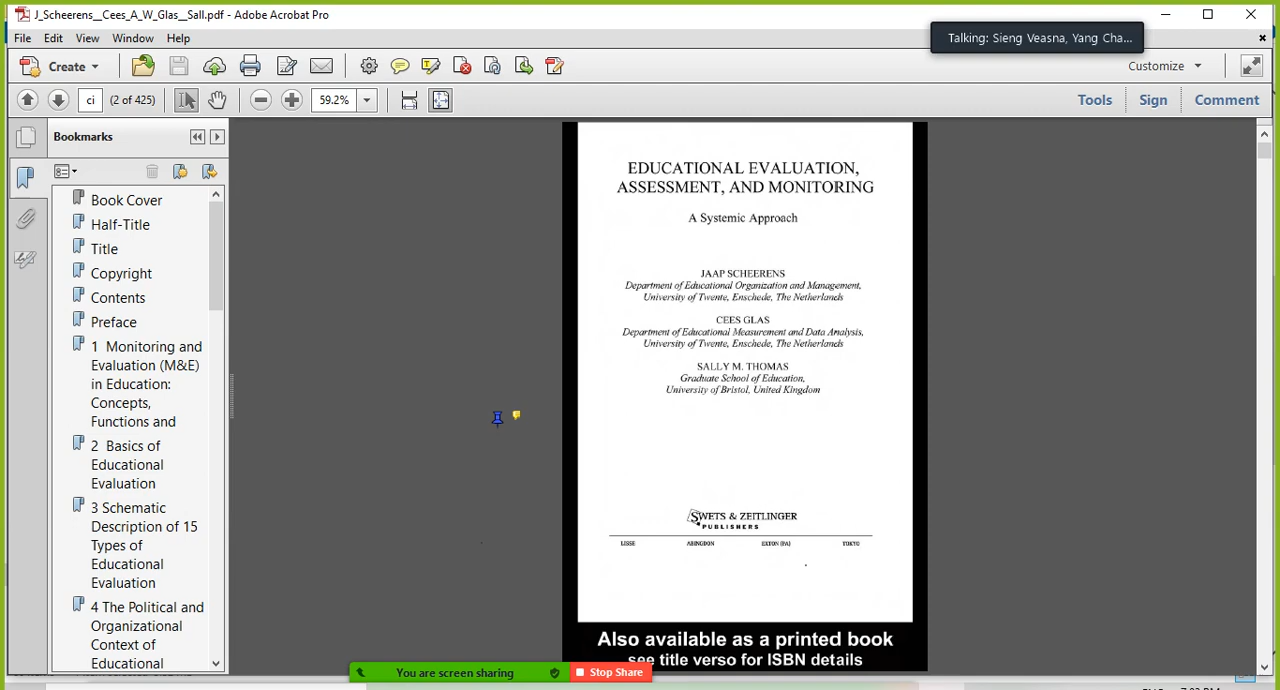 J_Scheerens__Cees_A_W_Glas__Sall.pdf - Adobe Acrobat Pro
Talking: Sieng Veasna, Yang Cha...
File Edit View Window Help
Create
Customize
ci (2 of 425) 59.2%
Tools Sign Comment
Bookmarks
Book Cover
Half-Title
Title
Copyright
Contents
Preface
1 Monitoring and
Evaluation (M&E)
in Education:
Concepts,
Functions and
2 Basics of
Educational
Evaluation
3 Schematic
Description of 15
Types of
Educational
Evaluation
4 The Political and
Organizational
Context of
Educational
EDUCATIONAL EVALUATION,
ASSESSMENT, AND MONITORING
A Systemic Approach
JAAP SCHEERENS
Department of Educational Organization and Management,
University of Twente, Enschede, The Netherlands
CEES GLAS
Department of Educational Measurement and Data Analysis,
University of Twente, Enschede, The Netherlands
SALLY M. THOMAS
Graduate School of Education,
University of Bristol, United Kingdom
SWETS & ZEITLINGER
PUBLISHERS
LISSE ABINGDON EXTON (PA) TOKYO
Also available as a printed book
see title verso for ISBN details
You are screen sharing Stop Share